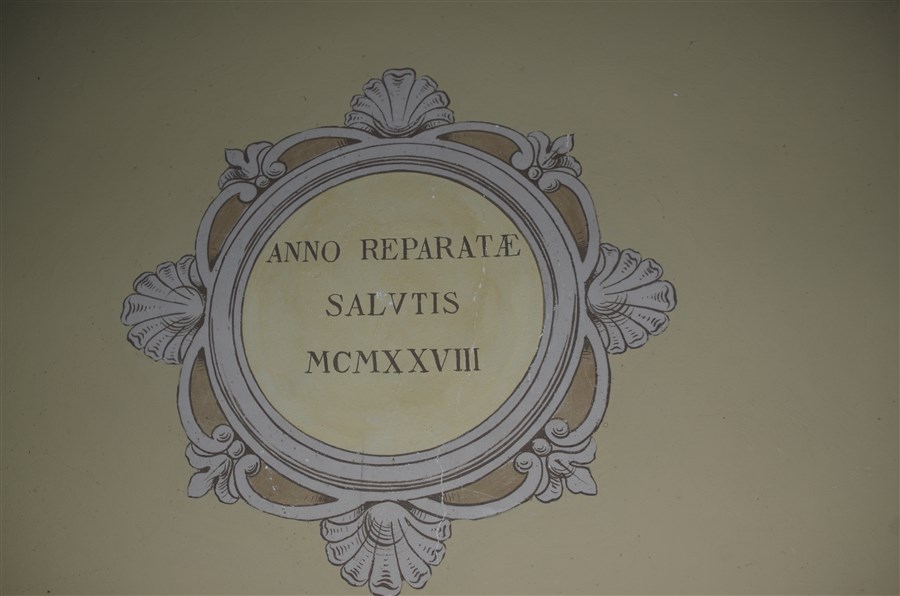 ANNO REPARATÆ
SALVTIS
MCMXXVIII